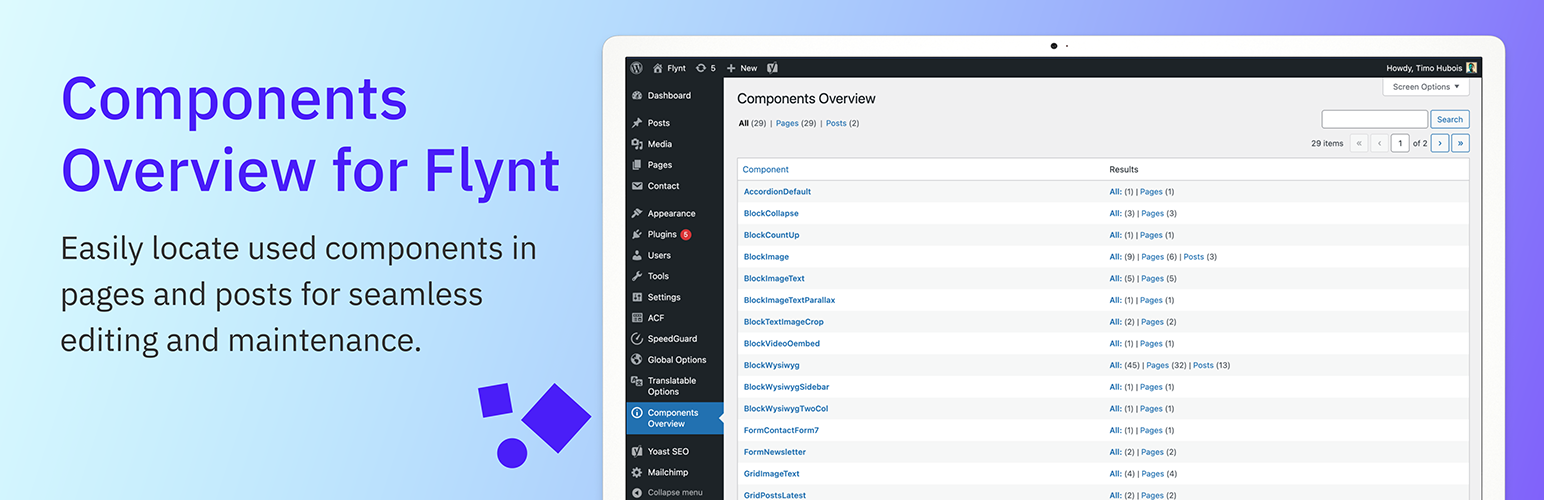 Components
Overview for Flynt
Easily locate used components in
pages and posts for seamless
editing and maintenance.
Flynt 5 New
Howdy, Timo Hubois
Dashboard
Posts
Media
Pages
Contact
Appearance
Plugins 5
Users
Tools
Settings
ACF
SpeedGuard
Global Options
Translatable
Options
Components
Overview
Yoast SEO
Mailchimp
Collapse menu
Screen Options ▼
Components Overview
All (29) | Pages (29) | Posts (2)
Search
29 items « ‹ 1 of 2 › »
Component Results
AccordionDefault All: (1) | Pages (1)
BlockCollapse All: (3) | Pages (3)
BlockCountUp All: (1) | Pages (1)
BlockImage All: (9) | Pages (6) | Posts (3)
BlockImageText All: (5) | Pages (5)
BlockImageTextParallax All: (1) | Pages (1)
BlockTextImageCrop All: (2) | Pages (2)
BlockVideoOembed All: (1) | Pages (1)
BlockWysiwyg All: (45) | Pages (32) | Posts (13)
BlockWysiwygSidebar All: (1) | Pages (1)
BlockWysiwygTwoCol All: (1) | Pages (1)
FormContactForm7 All: (1) | Pages (1)
FormNewsletter All: (2) | Pages (2)
GridImageText All: (4) | Pages (4)
GridPostsLatest All: (2) | Pages (2)